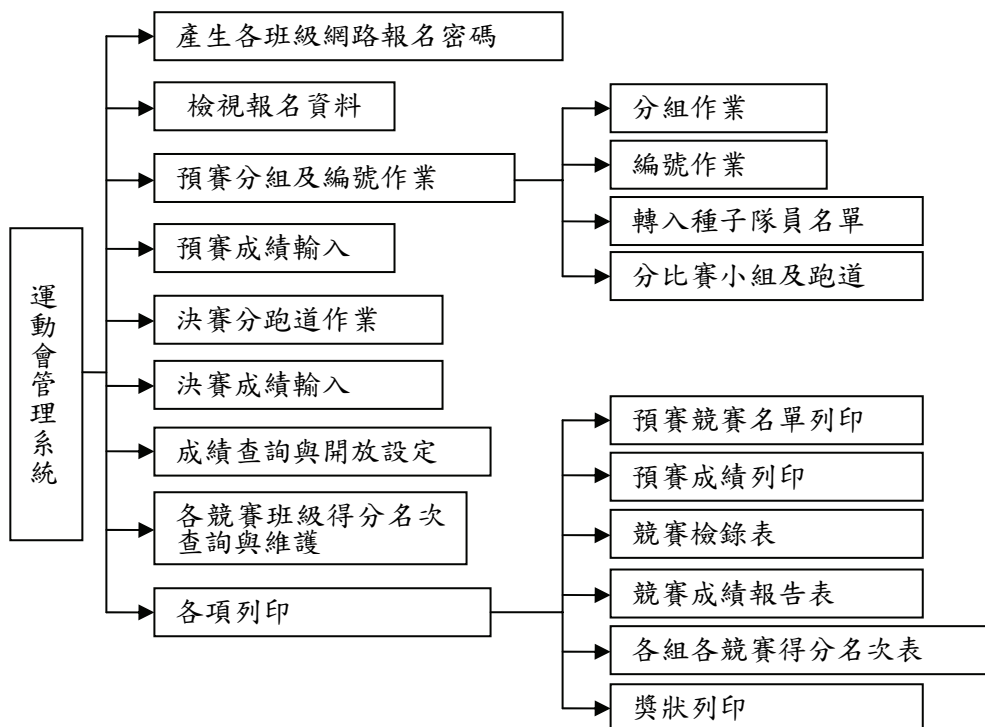 運動會管理系統
產生各班級網路報名密碼
檢視報名資料
預賽分組及編號作業
預賽成績輸入
決賽分跑道作業
決賽成績輸入
成績查詢與開放設定
各競賽班級得分名次
查詢與維護
各項列印
分組作業
編號作業
轉入種子隊員名單
分比賽小組及跑道
預賽競賽名單列印
預賽成績列印
競賽檢錄表
競賽成績報告表
各組各競賽得分名次表
獎狀列印